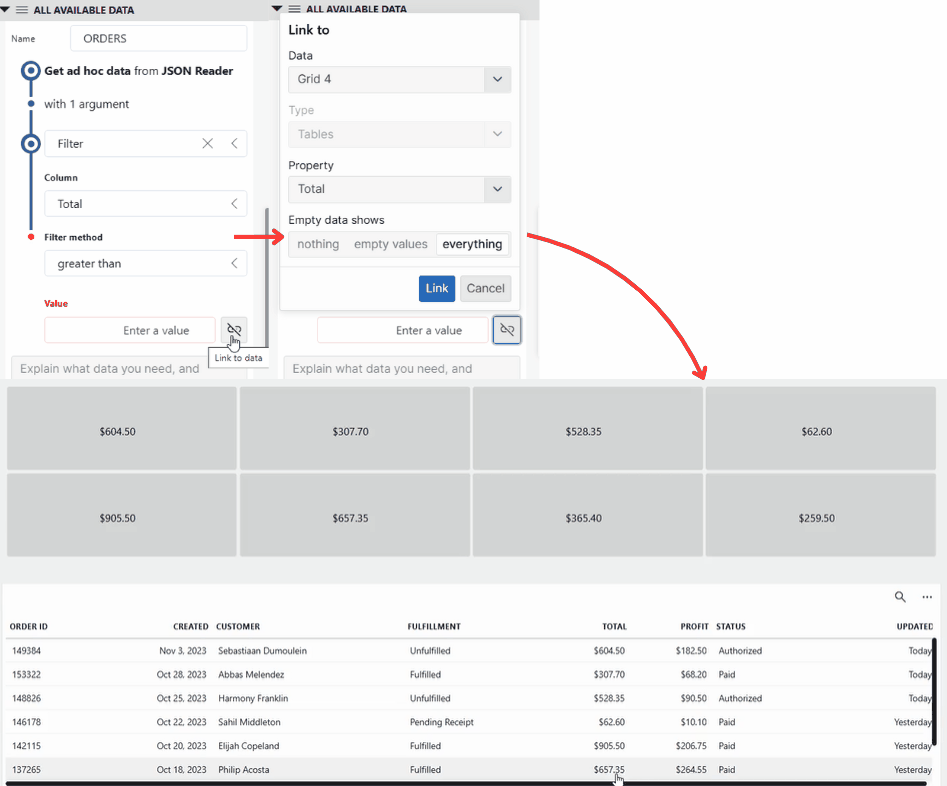 ALL AVAILABLE DATA
Name ORDERS
Get ad hoc data from JSON Reader
with 1 argument
Filter
Column
Total
Filter method
greater than
Value
Enter a value
Link to data
Explain what data you need, and
ALL AVAILABLE DATA
Link to
Data
Grid 4
Type
Tables
Property
Total
Empty data shows
nothing empty values everything
Link Cancel
Enter a value
Explain what data you need, and
$604.50 $307.70 $528.35 $62.60
$905.50 $657.35 $365.40 $259.50
ORDER ID CREATED CUSTOMER FULFILLMENT TOTAL PROFIT STATUS UPDATED
149384 Nov 3, 2023 Sebastiaan Dumoulein Unfulfilled $604.50 $182.50 Authorized Today
153322 Oct 28, 2023 Abbas Melendez Fulfilled $307.70 $68.20 Paid Today
148826 Oct 25, 2023 Harmony Franklin Unfulfilled $528.35 $90.50 Authorized Today
146178 Oct 22, 2023 Sahil Middleton Pending Receipt $62.60 $10.10 Paid Yesterday
142115 Oct 20, 2023 Elijah Copeland Fulfilled $905.50 $206.75 Paid Yesterday
137265 Oct 18, 2023 Philip Acosta Fulfilled $657.35 $264.55 Paid Yesterday